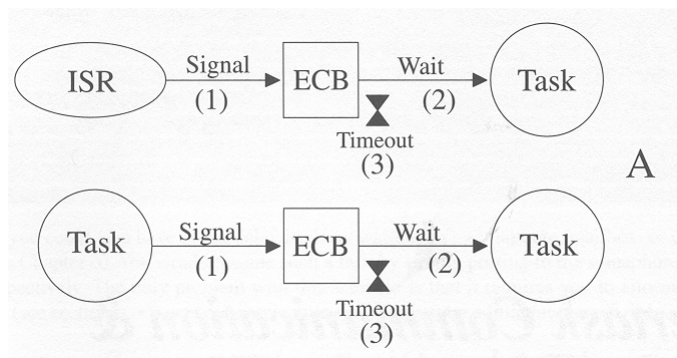 ISR Signal (1) ECB Wait (2) Task
Timeout (3)
A
Task Signal (1) ECB Wait (2) Task
Timeout (3)